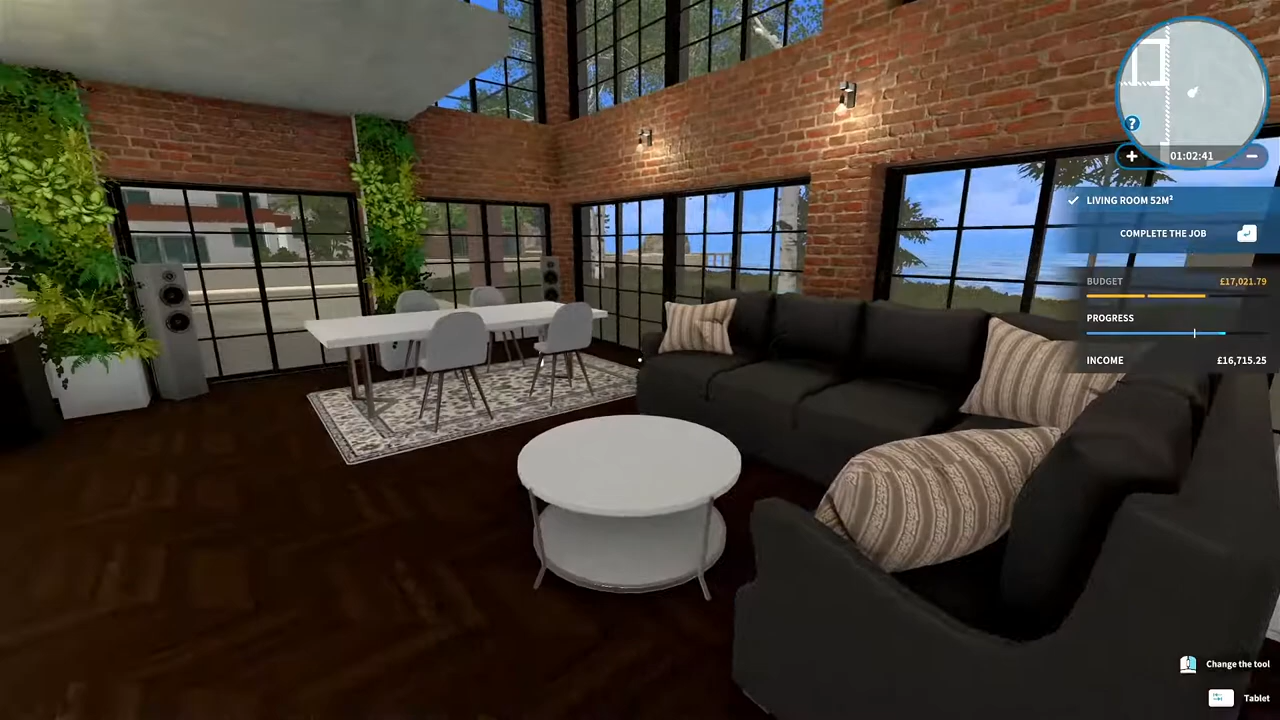 ?
+ 01:02:41 −
LIVING ROOM 52M²
COMPLETE THE JOB
BUDGET £17,021.79
PROGRESS
INCOME £16,715.25
Change the tool
Tablet